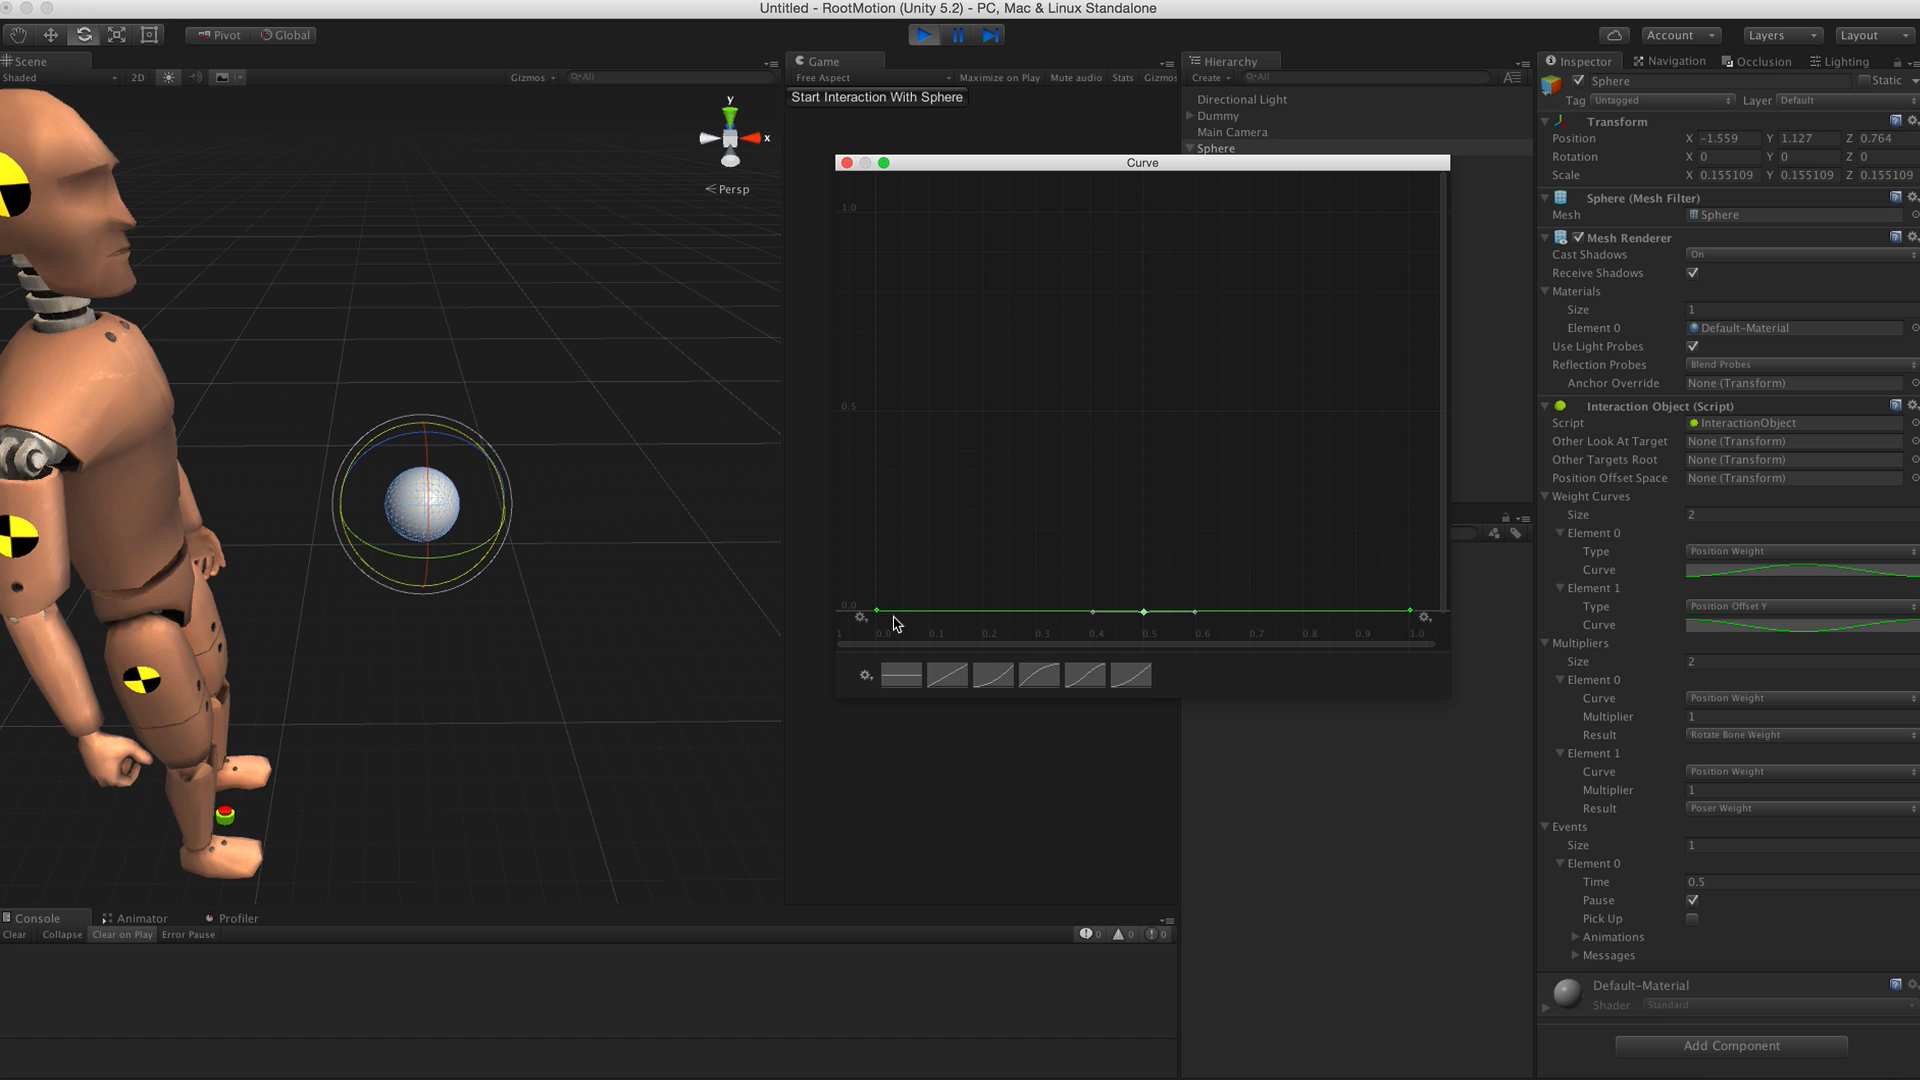 Untitled - RootMotion (Unity 5.2) - PC, Mac & Linux Standalone
Pivot Global Account Layers Layout
Scene
Shaded 2D Gizmos All
y
x
Persp
Game
Free Aspect Maximize on Play Mute audio Stats Gizmos
Start Interaction With Sphere
Hierarchy
Create All
Directional Light
Dummy
Main Camera
Sphere
Curve
1.0
0.5
0.0
0.0 0.1 0.2 0.3 0.4 0.5 0.6 0.7 0.8 0.9 1.0
Inspector Navigation Occlusion Lighting
Sphere Static
Tag Untagged Layer Default
Transform
Position X -1.559 Y 1.127 Z 0.764
Rotation X 0 Y 0 Z 0
Scale X 0.155109 Y 0.155109 Z 0.155109
Sphere (Mesh Filter)
Mesh Sphere
Mesh Renderer
Cast Shadows On
Receive Shadows
Materials
Size 1
Element 0 Default-Material
Use Light Probes
Reflection Probes Blend Probes
Anchor Override None (Transform)
Interaction Object (Script)
Script InteractionObject
Other Look At Target None (Transform)
Other Targets Root None (Transform)
Position Offset Space None (Transform)
Weight Curves
Size 2
Element 0
Type Position Weight
Curve
Element 1
Type Position Offset Y
Curve
Multipliers
Size 2
Element 0
Curve Position Weight
Multiplier 1
Result Rotate Bone Weight
Element 1
Curve Position Weight
Multiplier 1
Result Poser Weight
Events
Size 1
Element 0
Time 0.5
Pause
Pick Up
Animations
Messages
Default-Material
Shader Standard
Add Component
Console Animator Profiler
Clear Collapse Clear on Play Error Pause 0 0 0